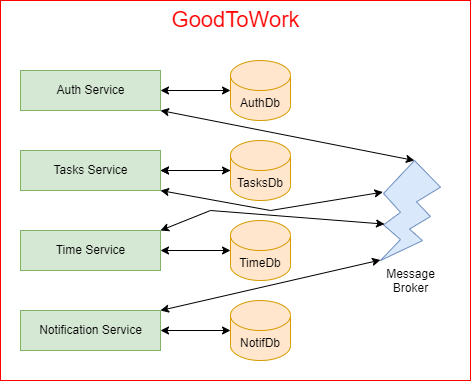 GoodToWork
Auth Service
AuthDb
Tasks Service
TasksDb
Time Service
TimeDb
Message
Broker
Notification Service
NotifDb